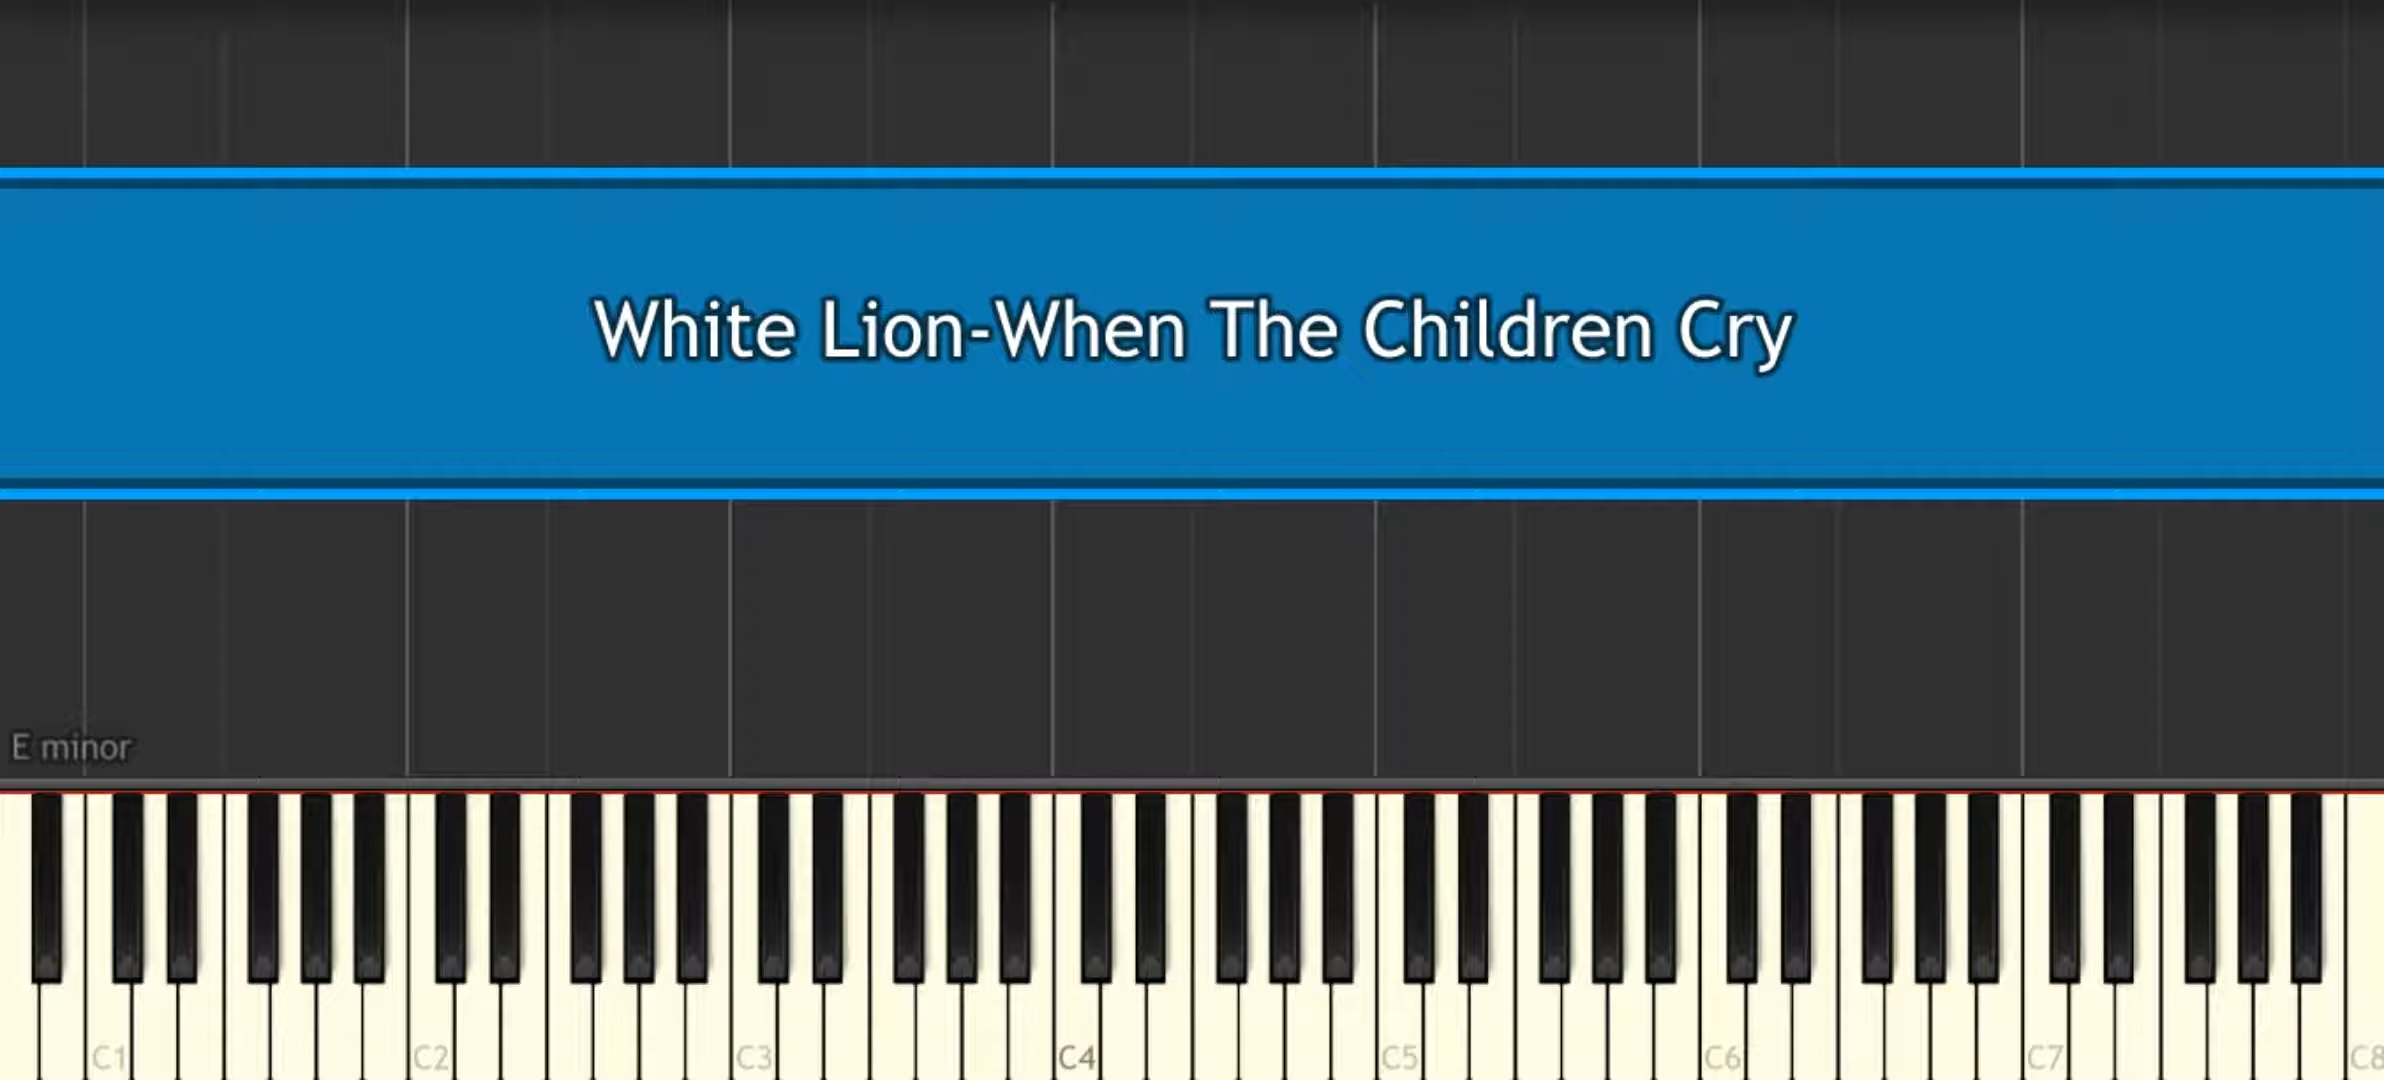 White Lion-When The Children Cry
E minor
C1 C2 C3 C4 C5 C6 C7 C8